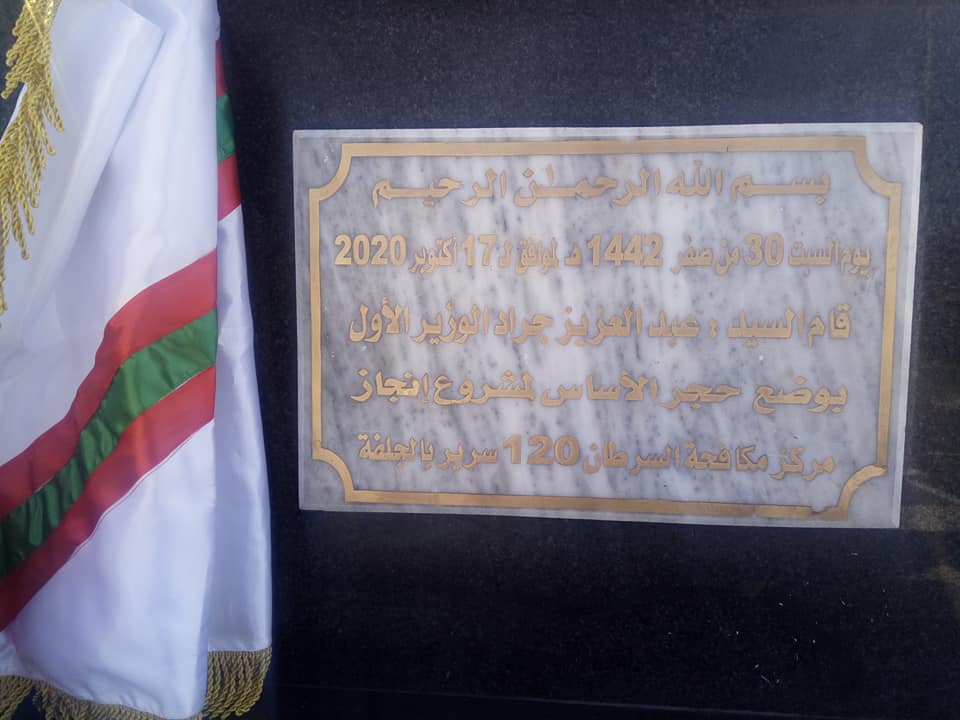 بسم الله الرحمان الرحيم
يوم السبت 30 من صفر 1442 هـ الموافق لـ 17 أكتوبر 2020
قام السيد : عبد العزيز جراد الوزير الأول
بوضع حجر الأساس لمشروع إنجاز
مركز مكافحة السرطان 120 سرير بالجلفة